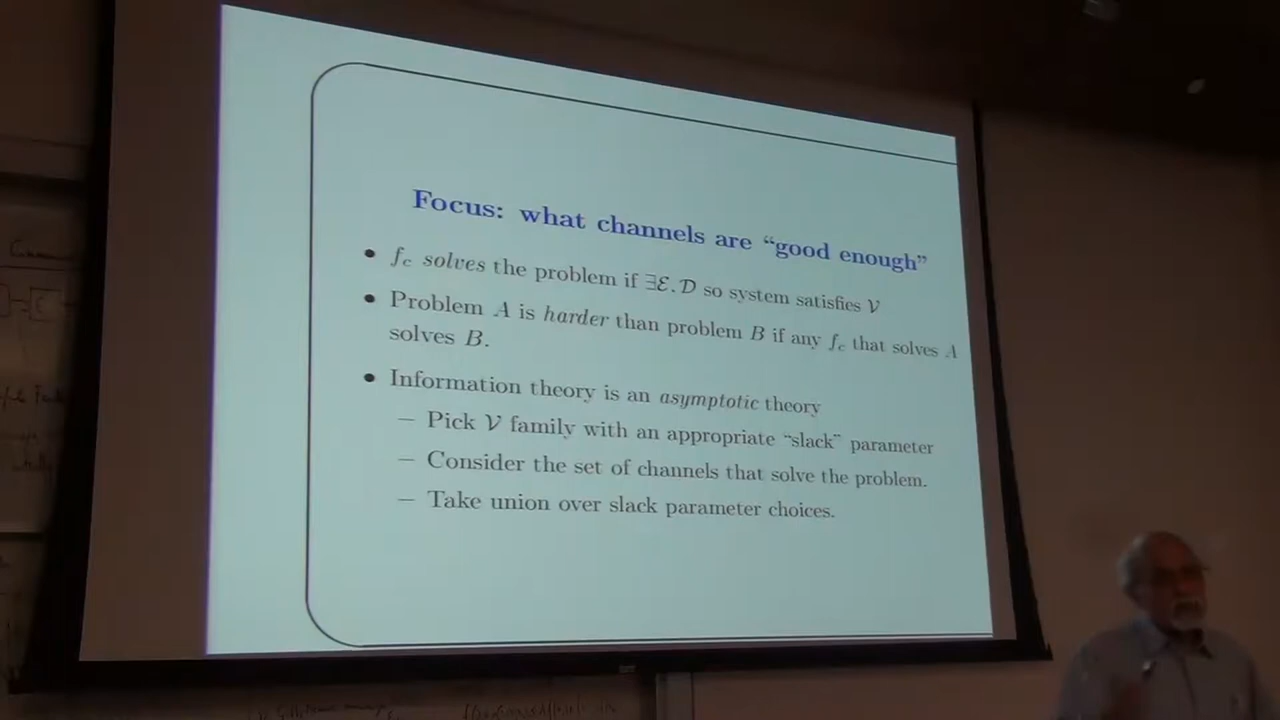 Focus: what channels are “good enough”
• f_c solves the problem if ∃ℰ.𝒟 so system satisfies 𝒱
• Problem A is harder than problem B if any f_c that solves A
solves B.
• Information theory is an asymptotic theory
– Pick 𝒱 family with an appropriate “slack” parameter
– Consider the set of channels that solve the problem.
– Take union over slack parameter choices.